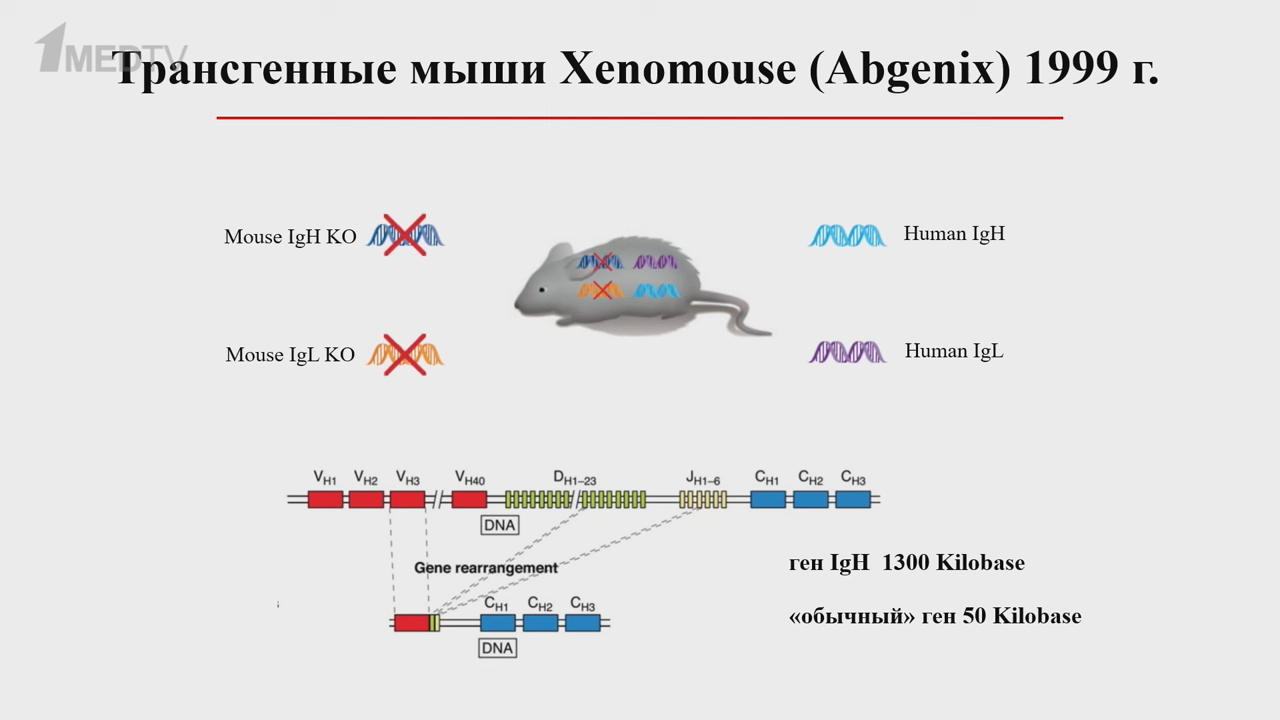 1MEDTV
Трансгенные мыши Xenomouse (Abgenix) 1999 г.
Mouse IgH KO
Human IgH
Mouse IgL KO
Human IgL
VH1 VH2 VH3 VH40 DH1–23 JH1–6 CH1 CH2 CH3
DNA
Gene rearrangement
ген IgH 1300 Kilobase
CH1 CH2 CH3
«обычный» ген 50 Kilobase
DNA